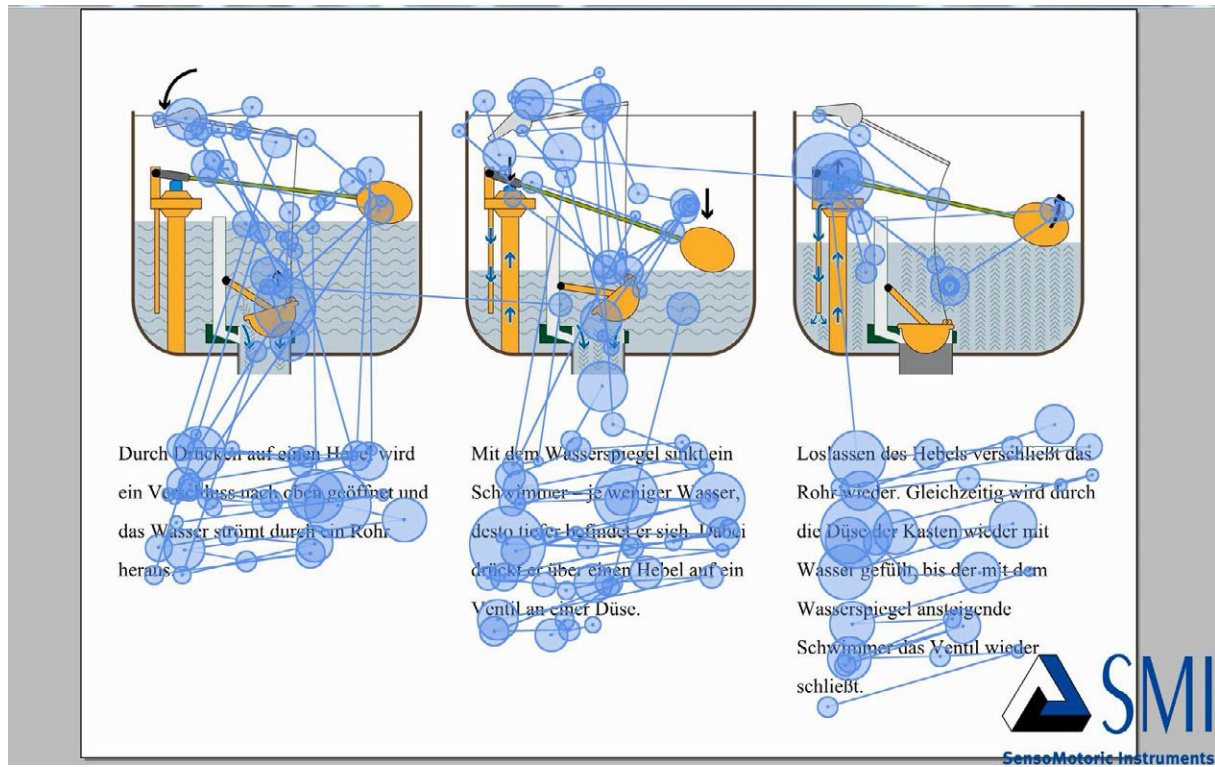 Durch Drücken auf einen Hebel wird
ein Verschluss nach oben geöffnet und
das Wasser strömt durch ein Rohr
heraus.
Mit dem Wasserspiegel sinkt ein
Schwimmer – je weniger Wasser,
desto tiefer befindet er sich. Dabei
drückt er über einen Hebel auf ein
Ventil an einer Düse.
Loslassen des Hebels verschließt das
Rohr wieder. Gleichzeitig wird durch
die Düse der Kasten wieder mit
Wasser gefüllt, bis der mit dem
Wasserspiegel ansteigende
Schwimmer das Ventil wieder
schließt.
SMI
SensoMotoric Instruments